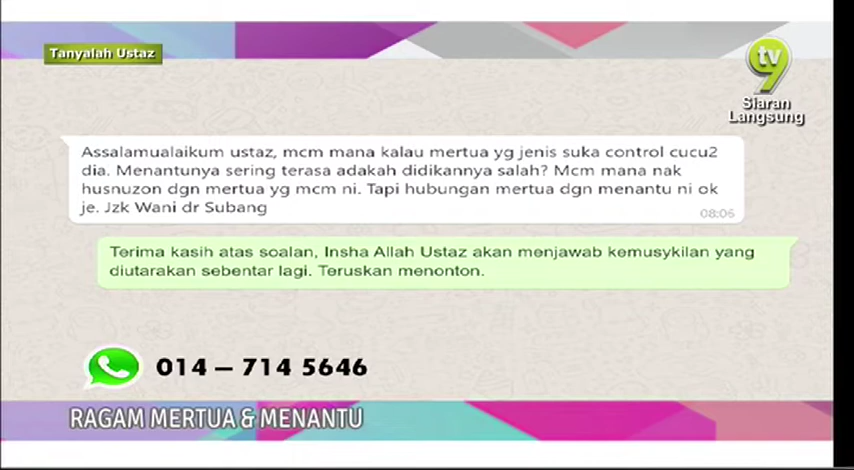 Tanyalah Ustaz
tv
9
Siaran
Langsung
Assalamualaikum ustaz, mcm mana kalau mertua yg jenis suka control cucu2
dia. Menantunya sering terasa adakah didikannya salah? Mcm mana nak
husnuzon dgn mertua yg mcm ni. Tapi hubungan mertua dgn menantu ni ok
je. Jzk Wani dr Subang
08:06
Terima kasih atas soalan, Insha Allah Ustaz akan menjawab kemusykilan yang
diutarakan sebentar lagi. Teruskan menonton.
014 – 714 5646
RAGAM MERTUA & MENANTU